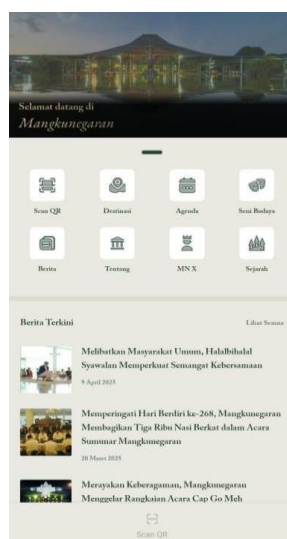 Selamat datang di
Mangkunegaran
Scan QR
Destinasi
Agenda
Seni Budaya
Berita
Tentang
MN X
Sejarah
Berita Terkini
Lihat Semua
Melibatkan Masyarakat Umum, Halalbihalal
Syawalan Memperkuat Semangat Kebersamaan
9 April 2025
Memperingati Hari Berdiri ke-268, Mangkunegaran
Membagikan Tiga Ribu Nasi Berkat dalam Acara
Sumunar Mangkunegaran
20 Maret 2025
Merayakan Keberagaman, Mangkunegaran
Menggelar Rangkaian Acara Cap Go Meh
Scan QR